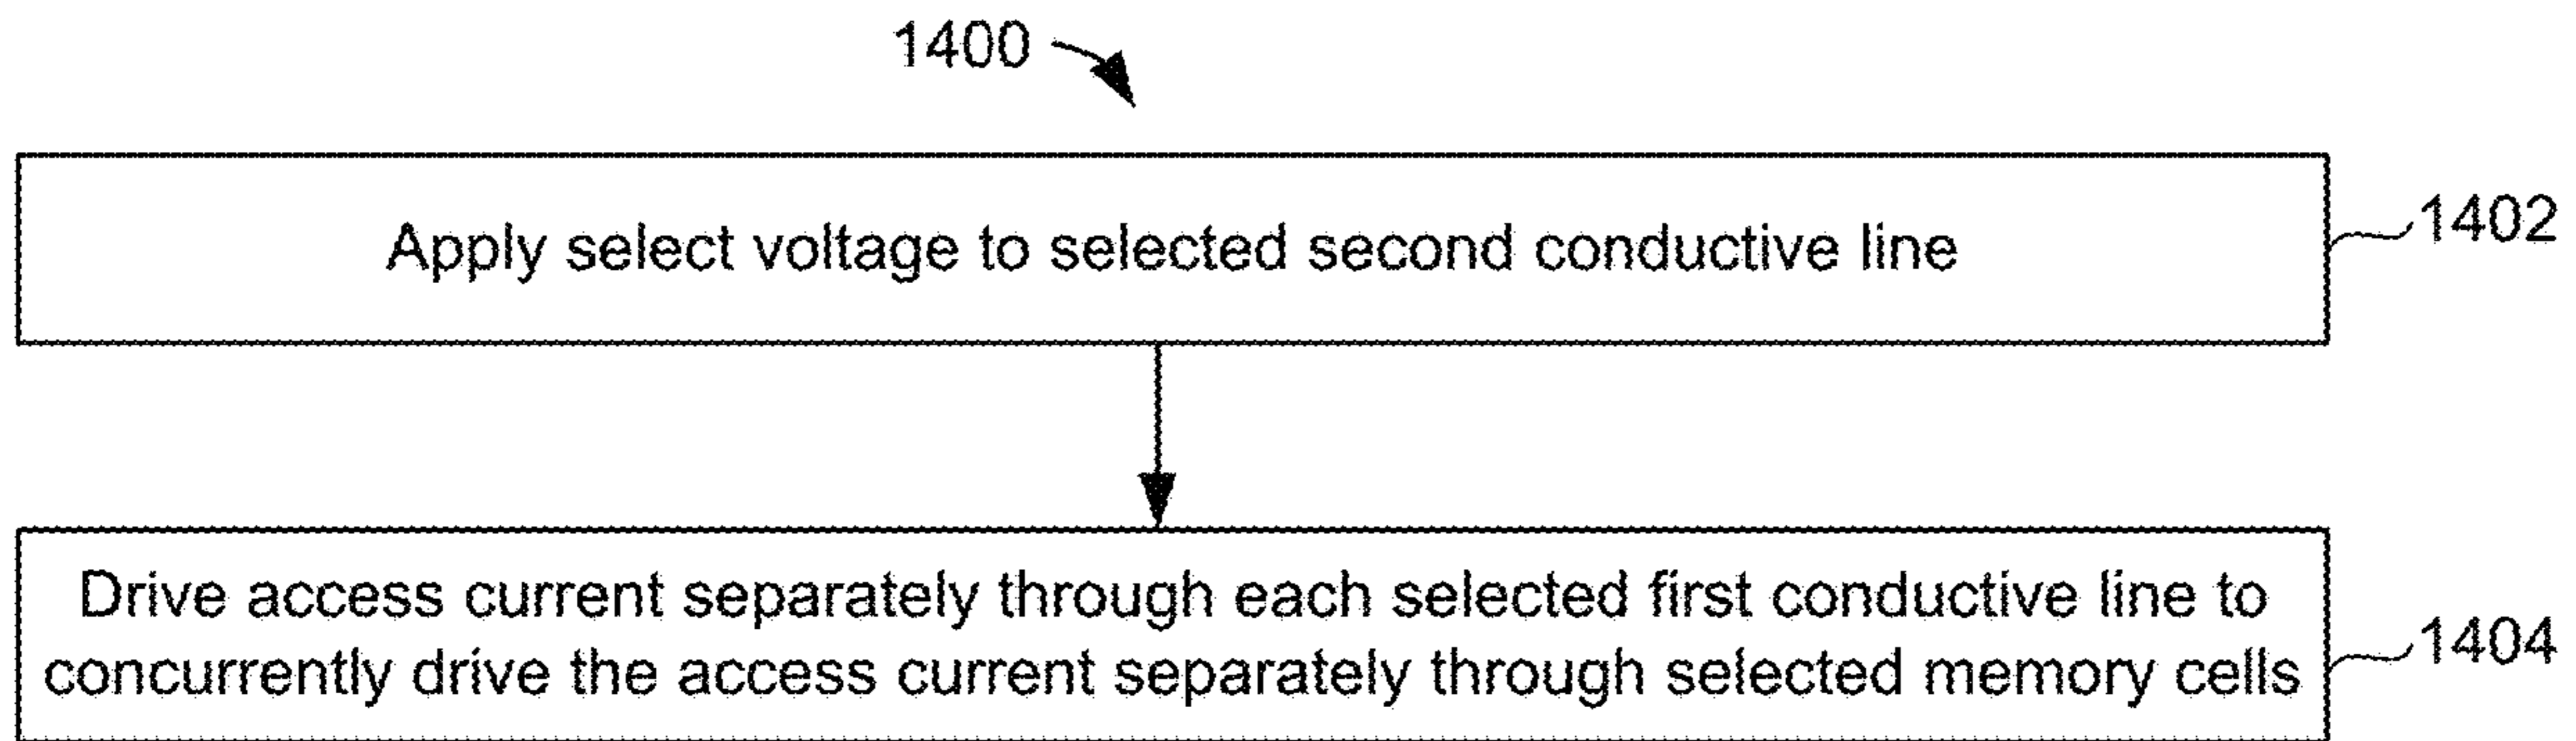 1400
Apply select voltage to selected second conductive line
1402
Drive access current separately through each selected first conductive line to
concurrently drive the access current separately through selected memory cells
1404